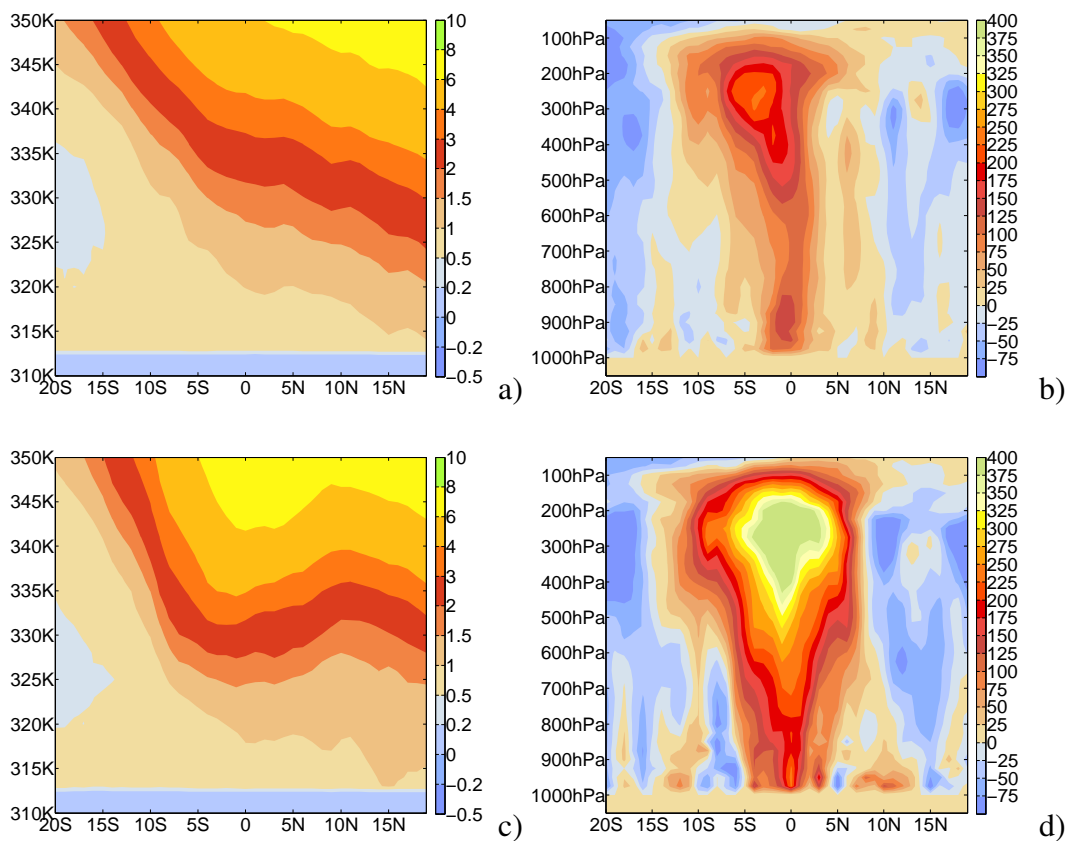 350K
345K
340K
335K
330K
325K
320K
315K
310K
20S 15S 10S 5S 0 5N 10N 15N
10
8
6
4
3
2
1.5
1
0.5
0.2
0
−0.2
−0.5
a)
100hPa
200hPa
300hPa
400hPa
500hPa
600hPa
700hPa
800hPa
900hPa
1000hPa
20S 15S 10S 5S 0 5N 10N 15N
400
375
350
325
300
275
250
225
200
175
150
125
100
75
50
25
0
−25
−50
−75
b)
350K
345K
340K
335K
330K
325K
320K
315K
310K
20S 15S 10S 5S 0 5N 10N 15N
10
8
6
4
3
2
1.5
1
0.5
0.2
0
−0.2
−0.5
c)
100hPa
200hPa
300hPa
400hPa
500hPa
600hPa
700hPa
800hPa
900hPa
1000hPa
20S 15S 10S 5S 0 5N 10N 15N
400
375
350
325
300
275
250
225
200
175
150
125
100
75
50
25
0
−25
−50
−75
d)